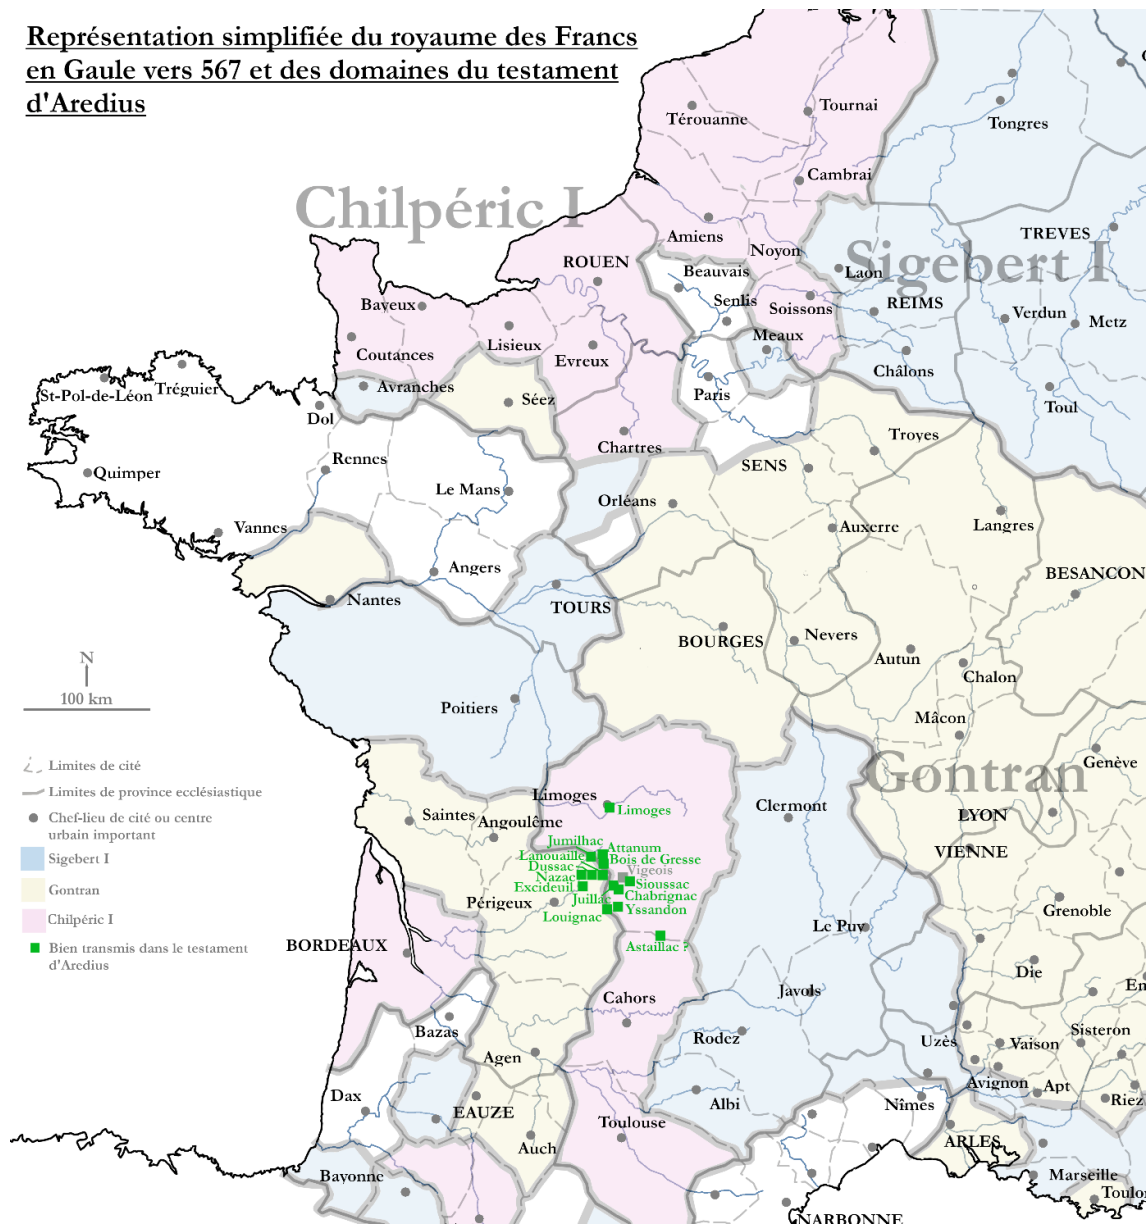 Représentation simplifiée du royaume des Francs
en Gaule vers 567 et des domaines du testament
d'Aredius
Chilpéric I
Sigebert I
Gontran
Térouanne
Tournai
Tongres
Cambrai
Amiens
Noyon
TREVES
ROUEN
Beauvais
Laon
Senlis
Soissons
REIMS
Verdun
Metz
Bayeux
Lisieux
Evreux
Meaux
Coutances
Châlons
St-Pol-de-Léon
Tréguier
Avranches
Séez
Paris
Toul
Dol
Chartres
Troyes
Quimper
Rennes
Le Mans
SENS
Orléans
Vannes
Auxerre
Langres
Angers
BESANCON
Nantes
TOURS
BOURGES
Nevers
Autun
Chalon
Poitiers
Mâcon
Genève
N
100 km
Limites de cité
Limites de province ecclésiastique
Chef-lieu de cité ou centre
urbain important
Sigebert I
Gontran
Chilpéric I
Bien transmis dans le testament
d'Aredius
Limoges
Limoges
Clermont
Saintes
Angoulême
LYON
VIENNE
Jumilhac
Attanum
Lanouaille
Bois de Gresse
Dussac
Vigeois
Nazac
Sioussac
Excideuil
Chabrignac
Juillac
Yssandon
Louignac
Périgueux
Grenoble
Le Puy
BORDEAUX
Astaillac ?
Die
Em
Javols
Cahors
Bazas
Rodez
Uzès
Vaison
Sisteron
Agen
Avignon
Apt
Dax
EAUZE
Albi
Nîmes
Riez
Toulouse
Auch
ARLES
Bayonne
Marseille
Toulon
NARBONNE